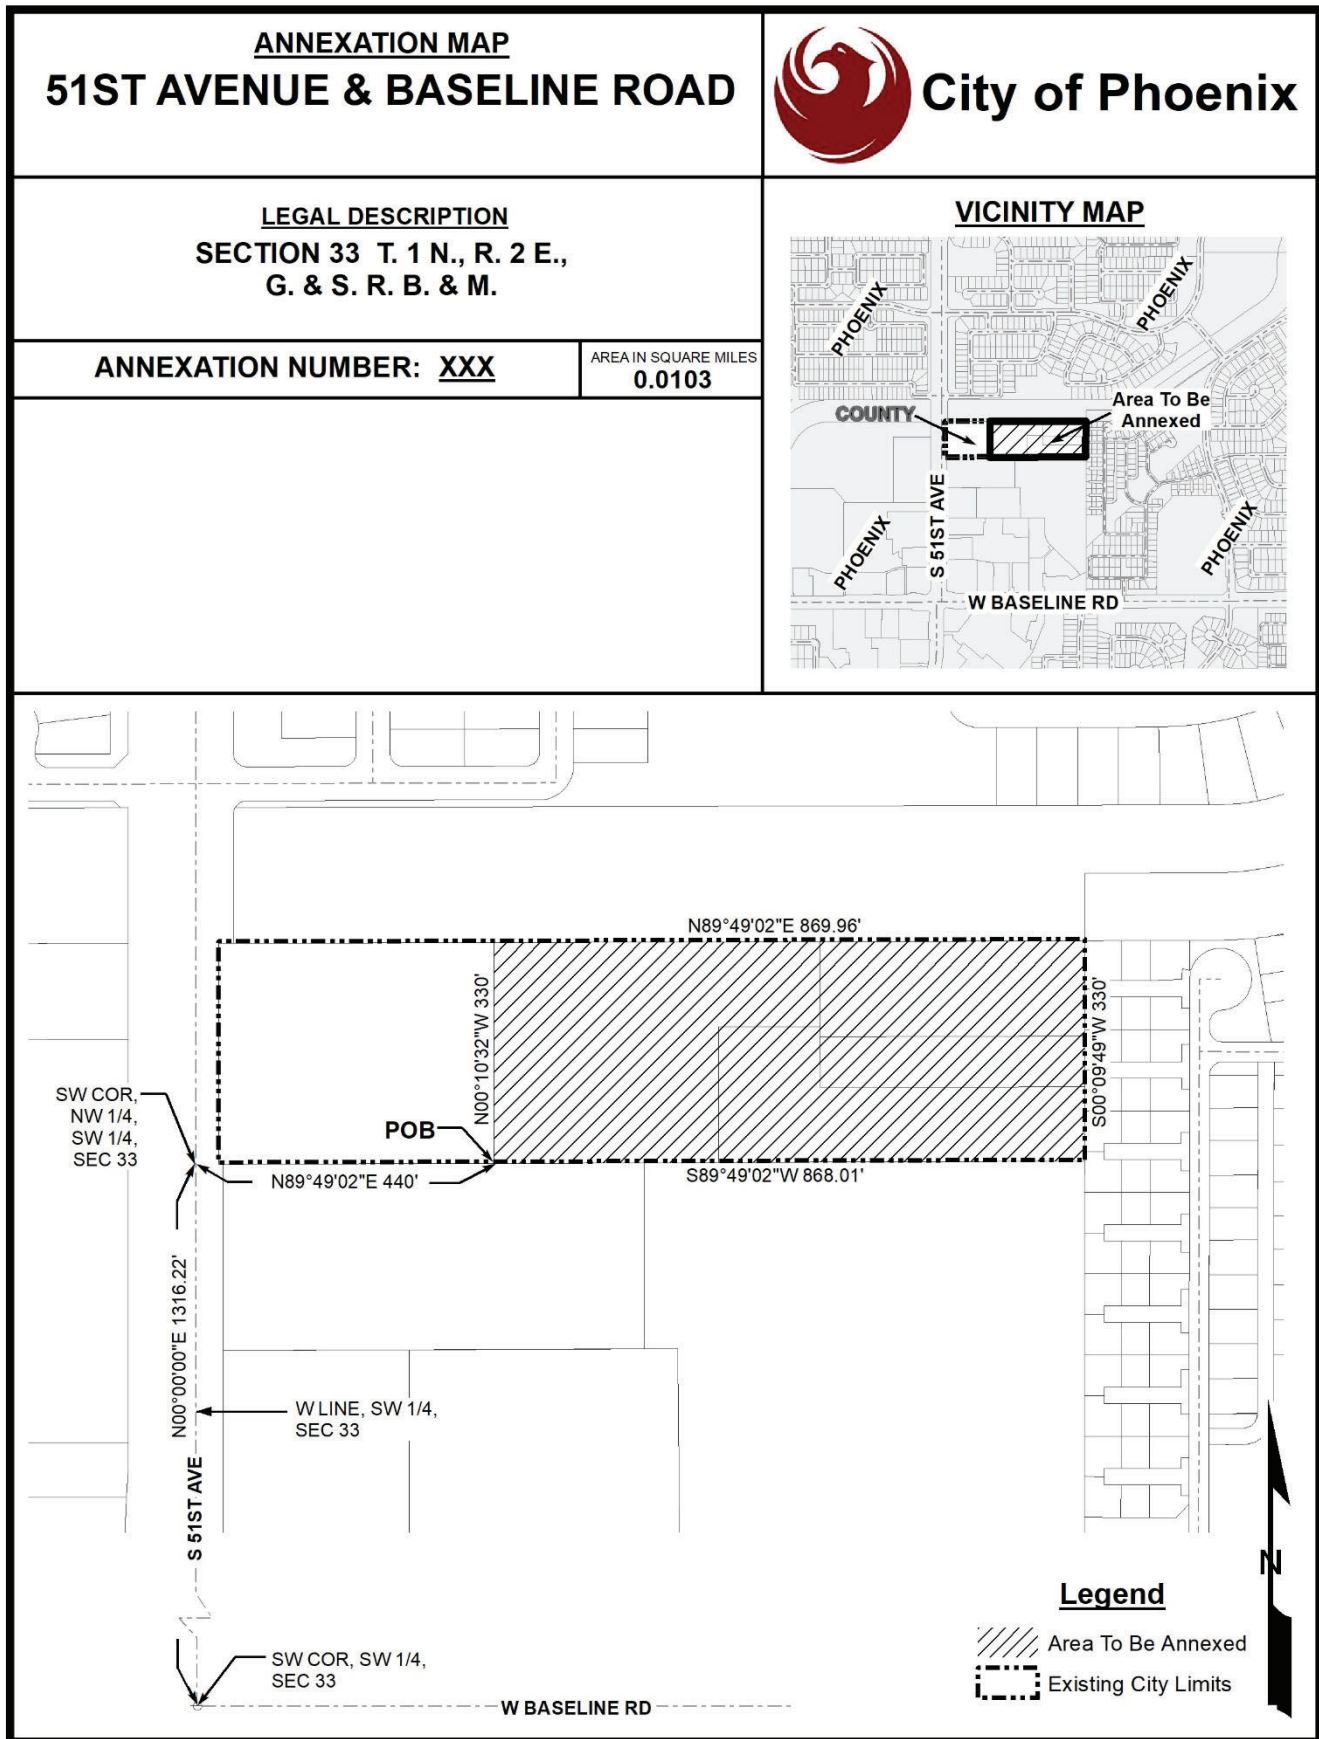 ANNEXATION MAP
51ST AVENUE & BASELINE ROAD
City of Phoenix
LEGAL DESCRIPTION
SECTION 33 T. 1 N., R. 2 E.,
G. & S. R. B. & M.
ANNEXATION NUMBER: XXX
AREA IN SQUARE MILES
0.0103
VICINITY MAP
PHOENIX
PHOENIX
COUNTY
Area To Be
Annexed
S 51ST AVE
PHOENIX
PHOENIX
W BASELINE RD
N89°49'02"E 869.96'
N00°10'32"W 330'
S00°09'49"W 330'
SW COR,
NW 1/4,
SW 1/4,
SEC 33
POB
N89°49'02"E 440'
S89°49'02"W 868.01'
N00°00'00"E 1316.22'
W LINE, SW 1/4,
SEC 33
S 51ST AVE
SW COR, SW 1/4,
SEC 33
W BASELINE RD
N
Legend
Area To Be Annexed
Existing City Limits